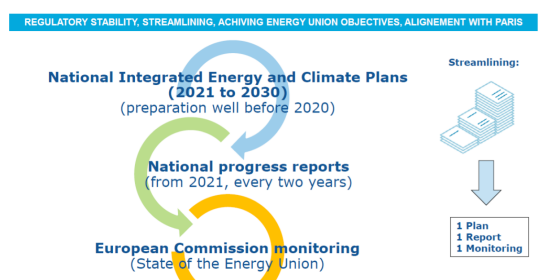 REGULATORY STABILITY, STREAMLINING, ACHIVING ENERGY UNION OBJECTIVES, ALIGNEMENT WITH PARIS
National Integrated Energy and Climate Plans
(2021 to 2030)
(preparation well before 2020)
National progress reports
(from 2021, every two years)
European Commission monitoring
(State of the Energy Union)
Streamlining:
1 Plan
1 Report
1 Monitoring